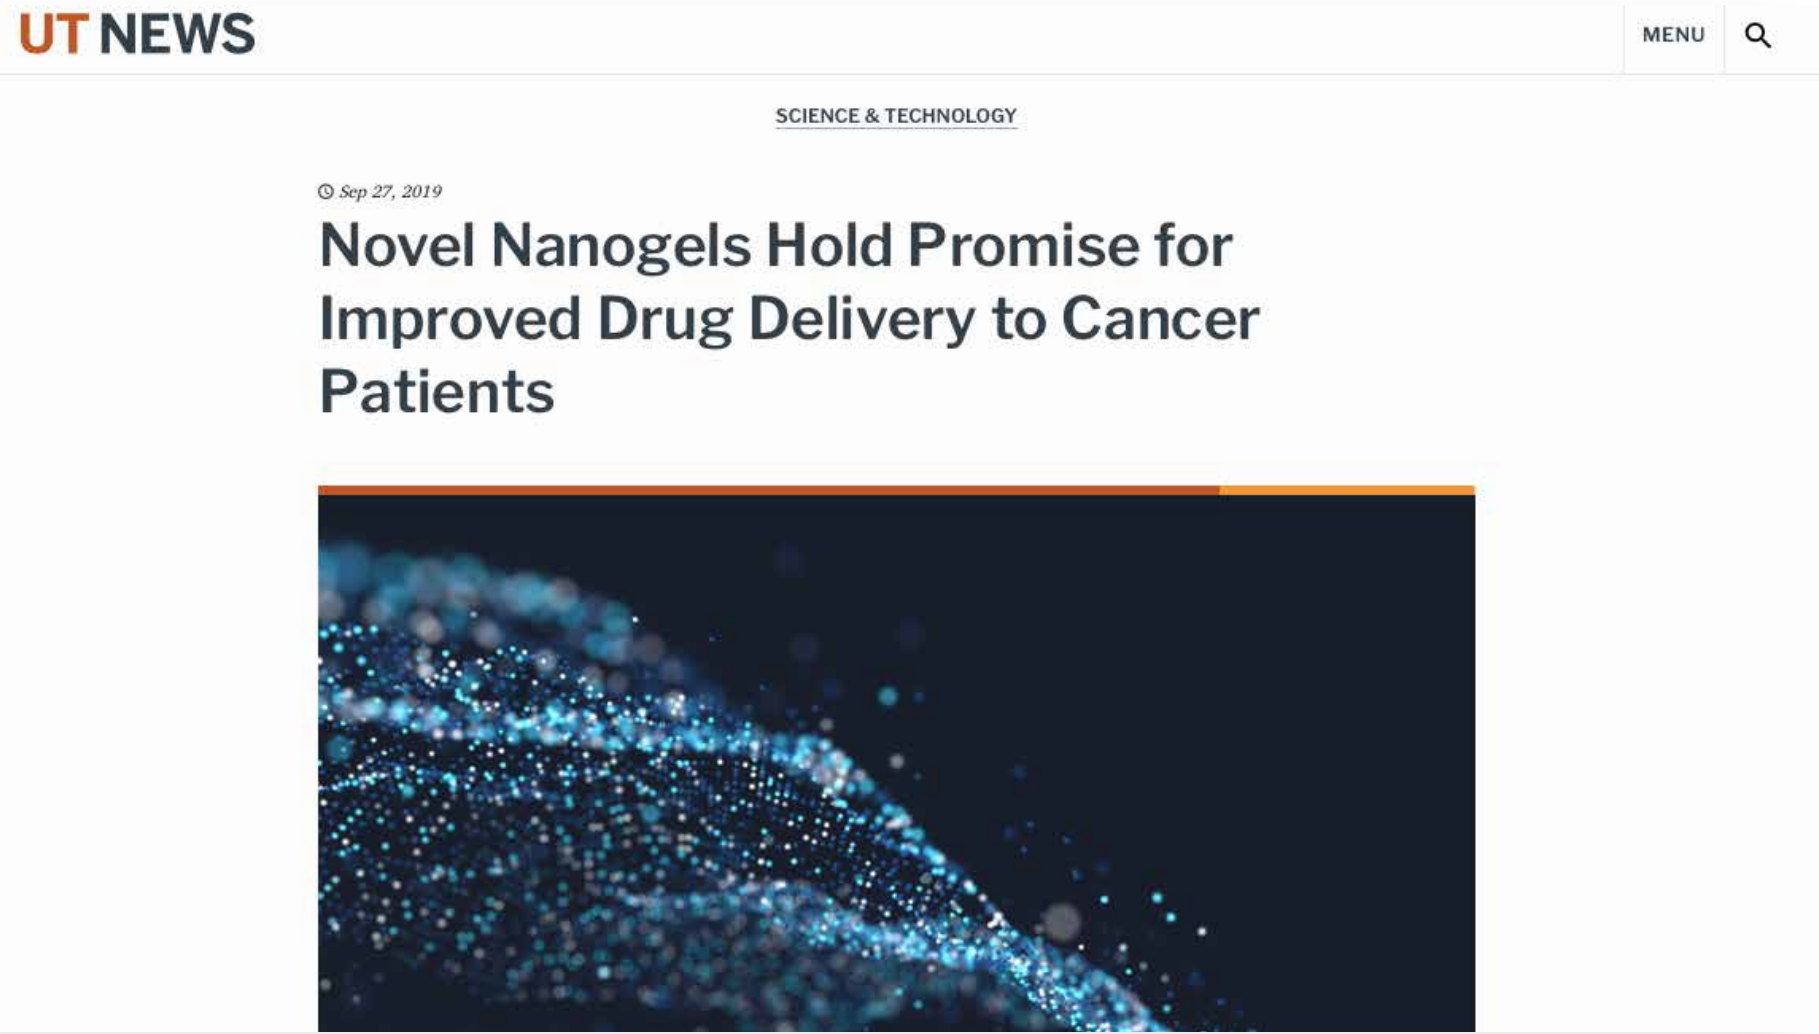 UT NEWS
MENU
SCIENCE & TECHNOLOGY
Sep 27, 2019
Novel Nanogels Hold Promise for
Improved Drug Delivery to Cancer
Patients